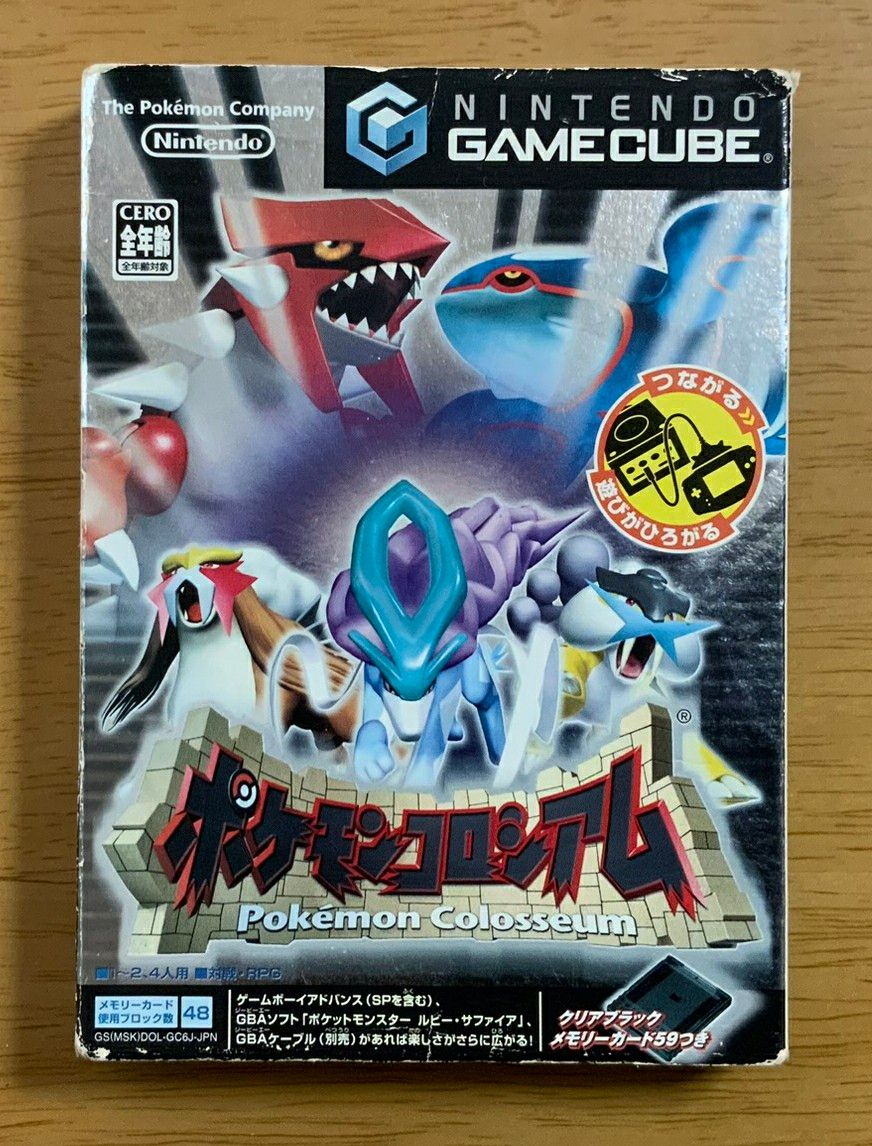 The Pokémon Company
Nintendo®
NINTENDO
GAMECUBE®
CERO
全年齢
全年齢対象
つながる
遊びがひろがる
®
ポケモンコロシアム
Pokémon Colosseum
■1〜2、4人用 ■対戦・RPG
メモリーカード
使用ブロック数
48
GS(MSK)DOL-GC6J-JPN
ゲームボーイアドバンス(SPを含む)、
GBAソフト「ポケットモンスター ルビー・サファイア」、
GBAケーブル(別売)があれば楽しさがさらに広がる!
クリアブラック
メモリーカード59つき